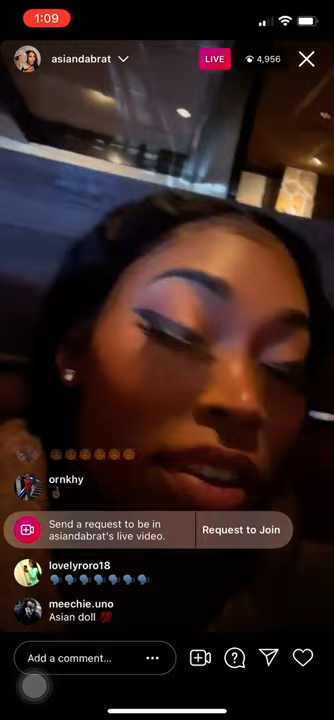 1:09
asiandabrat
LIVE
4,956
ornkhy
Send a request to be in
asiandabrat's live video.
Request to Join
lovelyroro18
meechie.uno
Asian doll 💯
Add a comment...